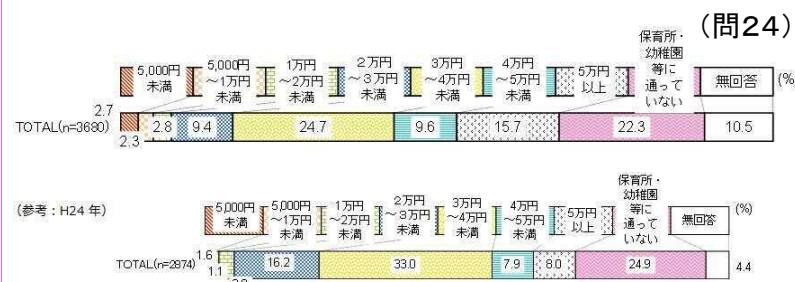 (問24)
5,000円未満
5,000円～1万円未満
1万円～2万円未満
2万円～3万円未満
3万円～4万円未満
4万円～5万円未満
5万円以上
保育所・幼稚園等に通っていない
無回答
(%
2.7
TOTAL(n=3680)
2.3
2.8
9.4
24.7
9.6
15.7
22.3
10.5
(参考：H24 年)
5,000円未満
5,000円～1万円未満
1万円～2万円未満
2万円～3万円未満
3万円～4万円未満
4万円～5万円未満
5万円以上
保育所・幼稚園等に通っていない
無回答
(%)
TOTAL(n=2874)
1.6
1.1
16.2
33.0
7.9
8.0
24.9
4.4